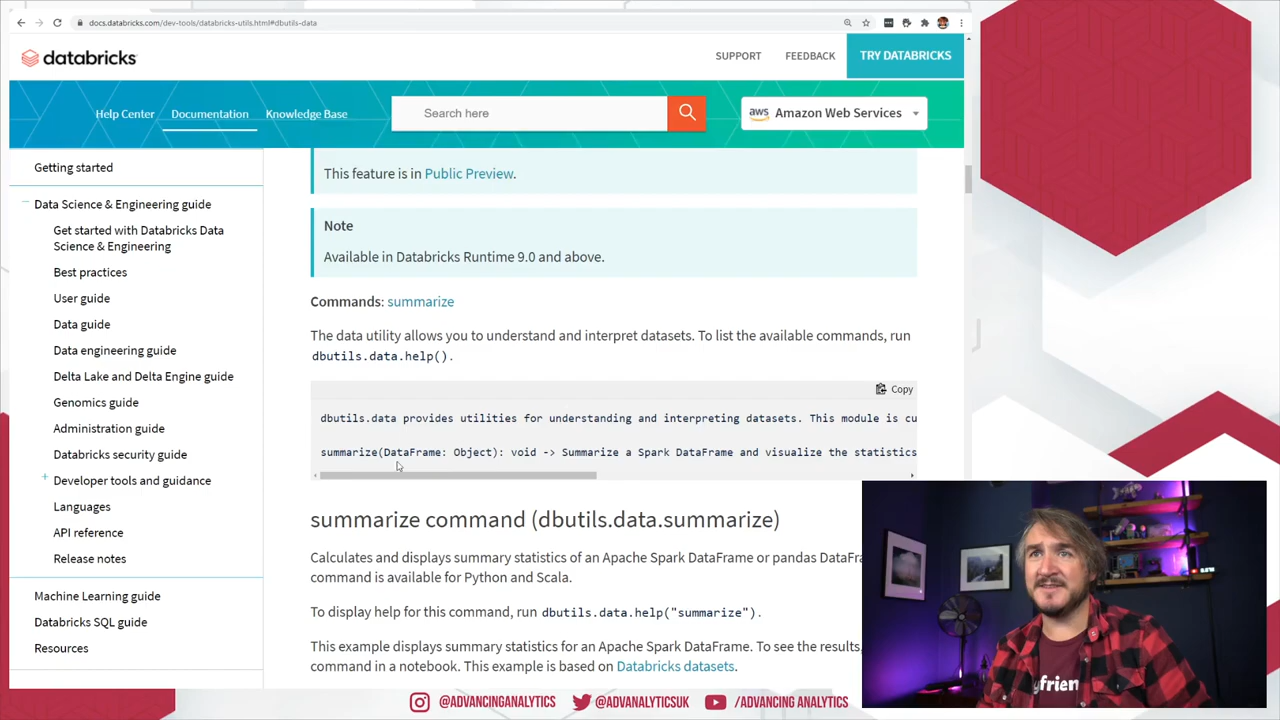 docs.databricks.com/dev-tools/databricks-utils.html#dbutils-data
databricks
SUPPORT
FEEDBACK
TRY DATABRICKS
Help Center
Documentation
Knowledge Base
Search here
aws
Amazon Web Services
Getting started
Data Science & Engineering guide
Get started with Databricks Data
Science & Engineering
Best practices
User guide
Data guide
Data engineering guide
Delta Lake and Delta Engine guide
Genomics guide
Administration guide
Databricks security guide
Developer tools and guidance
Languages
API reference
Release notes
Machine Learning guide
Databricks SQL guide
Resources
This feature is in Public Preview.
Note
Available in Databricks Runtime 9.0 and above.
Commands: summarize
The data utility allows you to understand and interpret datasets. To list the available commands, run
dbutils.data.help().
Copy
dbutils.data provides utilities for understanding and interpreting datasets. This module is cu
summarize(DataFrame: Object): void -> Summarize a Spark DataFrame and visualize the statistics
summarize command (dbutils.data.summarize)
Calculates and displays summary statistics of an Apache Spark DataFrame or pandas DataFra
command is available for Python and Scala.
To display help for this command, run dbutils.data.help("summarize").
This example displays summary statistics for an Apache Spark DataFrame. To see the results,
command in a notebook. This example is based on Databricks datasets.
yfrien
@ADVANCINGANALYTICS
@ADVANALYTICSUK
/ADVANCING ANALYTICS